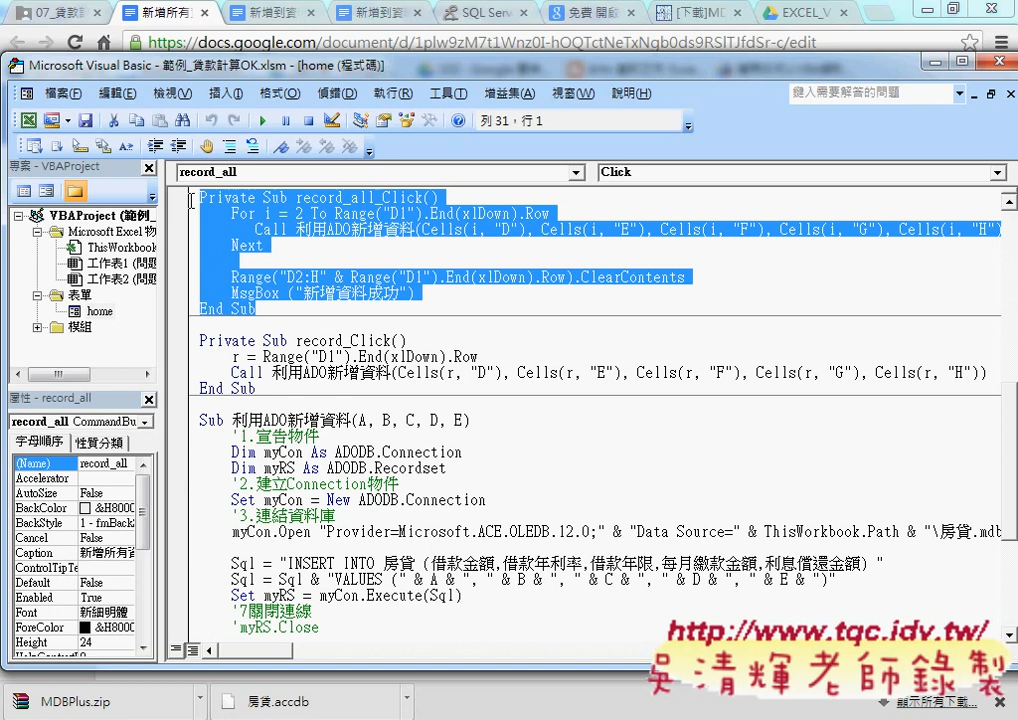 07_貸款
新增所有
新增到資
新增到資
SQL Serv
免費 開啟
[下載]MD
EXCEL_V
https://docs.google.com/document/d/1plw9zM7t1Wnz0I-hOQTctNeTxNqb0ds9RSlTJfdSr-c/edit
Microsoft Visual Basic - 範例_貸款計算OK.xlsm - [home (程式碼)]
檔案(F) 編輯(E) 檢視(V) 插入(I) 格式(O) 偵錯(D) 執行(R) 工具(T) 增益集(A) 視窗(W) 說明(H)
鍵入需要解答的問題
列 31，行 1
專案 - VBAProject
record_all
Click
VBAProject (範例_
Microsoft Excel 物
ThisWorkbook
工作表1 (問題
工作表2 (問題
表單
home
模組
屬性 - record_all
record_all CommandBu
字母順序 性質分類
(Name) record_all
Accelerator
AutoSize False
BackColor &H8000
BackStyle 1 - fmBack
Cancel False
Caption 新增所有資
ControlTipTe
Default False
Enabled True
Font 新細明體
ForeColor &H8000
Height 24
Private Sub record_all_Click()
For i = 2 To Range("D1").End(xlDown).Row
Call 利用ADO新增資料(Cells(i, "D"), Cells(i, "E"), Cells(i, "F"), Cells(i, "G"), Cells(i, "H")
Next
Range("D2:H" & Range("D1").End(xlDown).Row).ClearContents
MsgBox ("新增資料成功")
End Sub
Private Sub record_Click()
r = Range("D1").End(xlDown).Row
Call 利用ADO新增資料(Cells(r, "D"), Cells(r, "E"), Cells(r, "F"), Cells(r, "G"), Cells(r, "H"))
End Sub
Sub 利用ADO新增資料(A, B, C, D, E)
'1.宣告物件
Dim myCon As ADODB.Connection
Dim myRS As ADODB.Recordset
'2.建立Connection物件
Set myCon = New ADODB.Connection
'3.連結資料庫
myCon.Open "Provider=Microsoft.ACE.OLEDB.12.0;" & "Data Source=" & ThisWorkbook.Path & "\房貸.mdb
Sql = "INSERT INTO 房貸 (借款金額,借款年利率,借款年限,每月繳款金額,利息償還金額) "
Sql = Sql & "VALUES (" & A & ", " & B & ", " & C & ", " & D & ", " & E & ")"
Set myRS = myCon.Execute(Sql)
'7關閉連線
'myRS.Close
http://www.tqc.idv.tw/
吳清輝老師錄製
MDBPlus.zip
房貸.accdb
顯示所有下載...